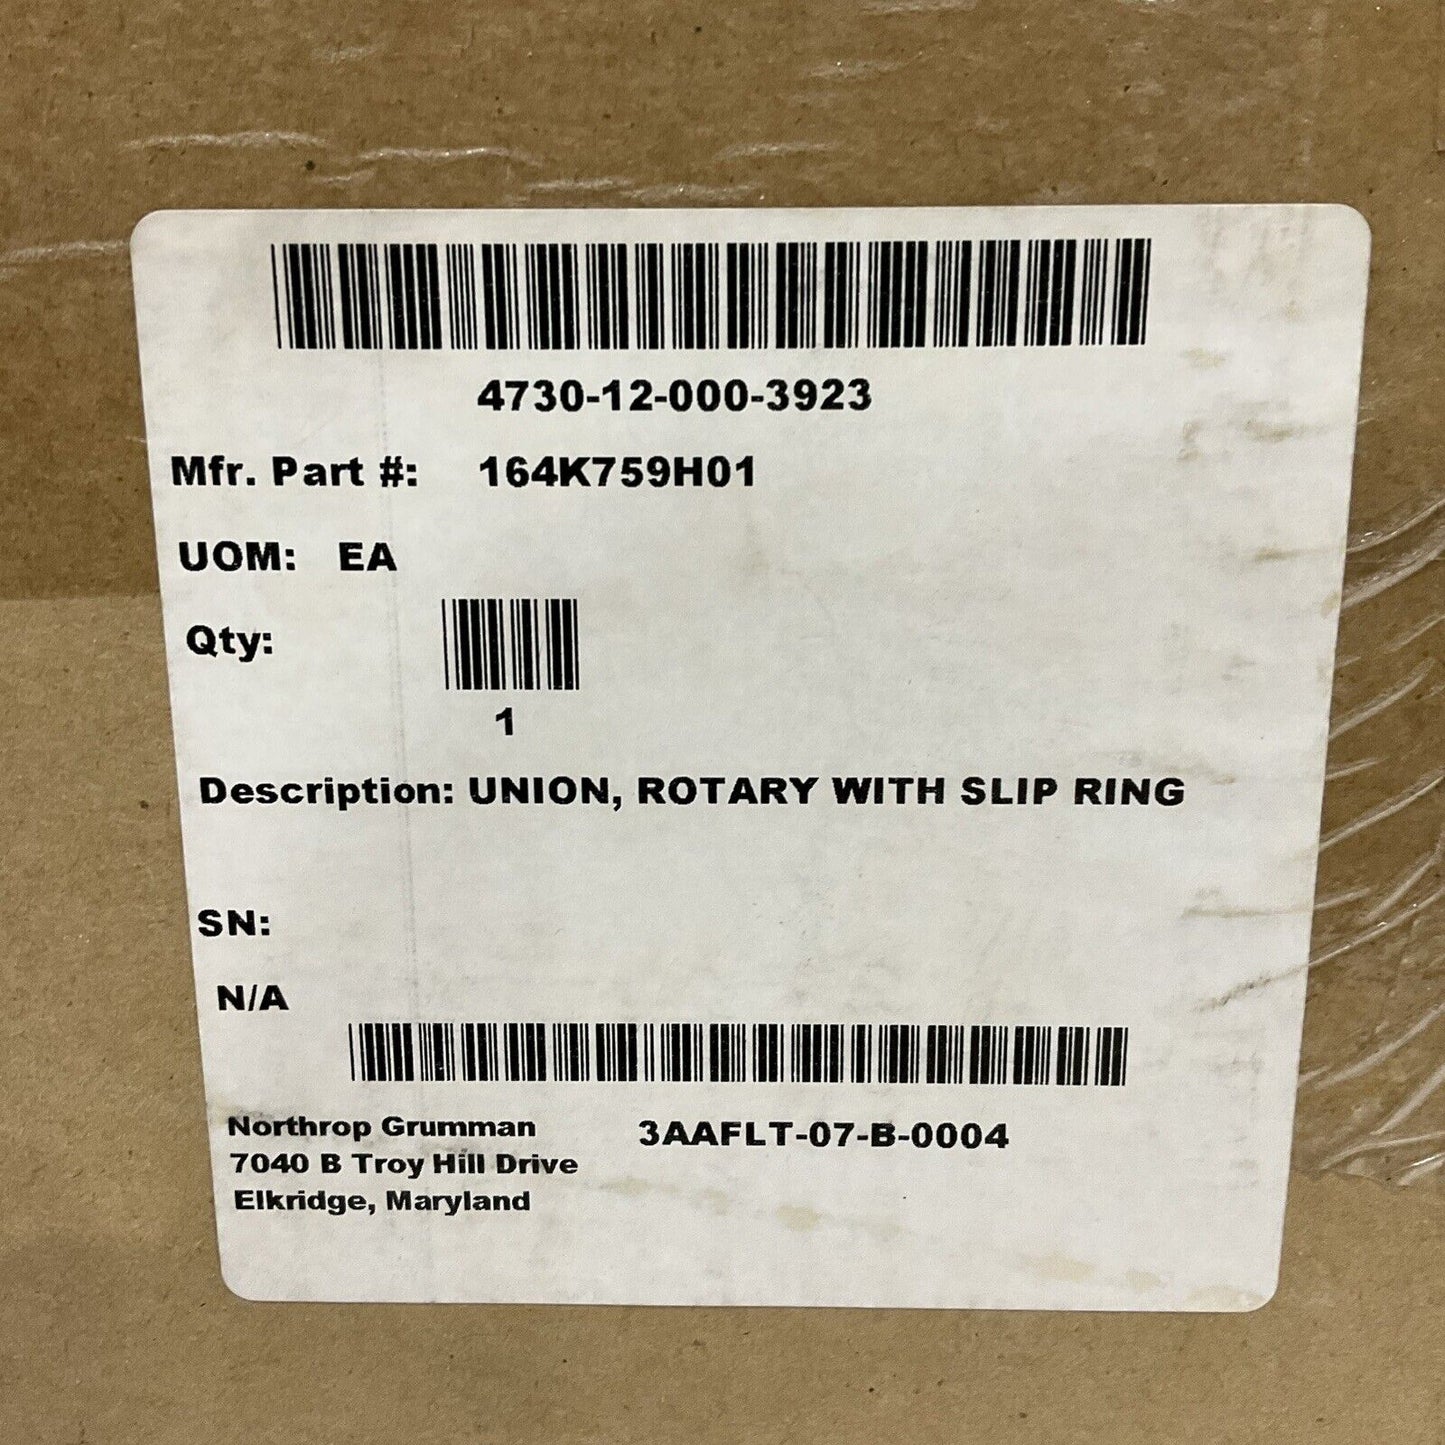 4730-12-000-3923
Mfr. Part #: 164K759H01
UOM: EA
Qty:
1
Description: UNION, ROTARY WITH SLIP RING
SN:
N/A
Northrop Grumman 3AAFLT-07-B-0004
7040 B Troy Hill Drive
Elkridge, Maryland